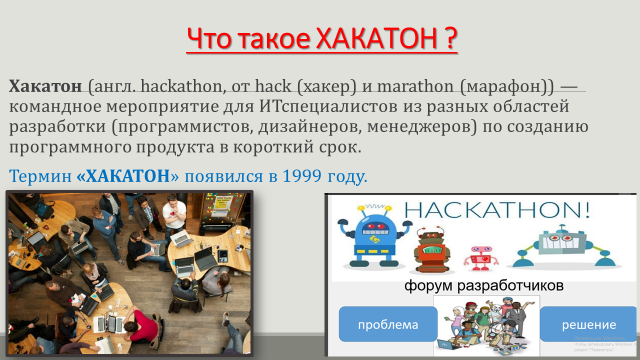 Что такое ХАКАТОН ?
Хакатон (англ. hackathon, от hack (хакер) и marathon (марафон)) —
командное мероприятие для ИТспециалистов из разных областей
разработки (программистов, дизайнеров, менеджеров) по созданию
программного продукта в короткий срок.
Термин «ХАКАТОН» появился в 1999 году.
HACKATHON!
форум разработчиков
проблема
решение